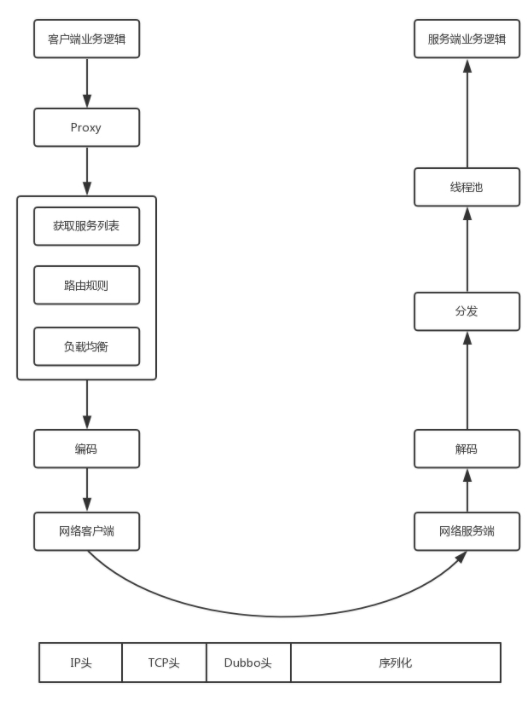 客户端业务逻辑
Proxy
获取服务列表
路由规则
负载均衡
编码
网络客户端
服务端业务逻辑
线程池
分发
解码
网络服务端
IP头
TCP头
Dubbo头
序列化